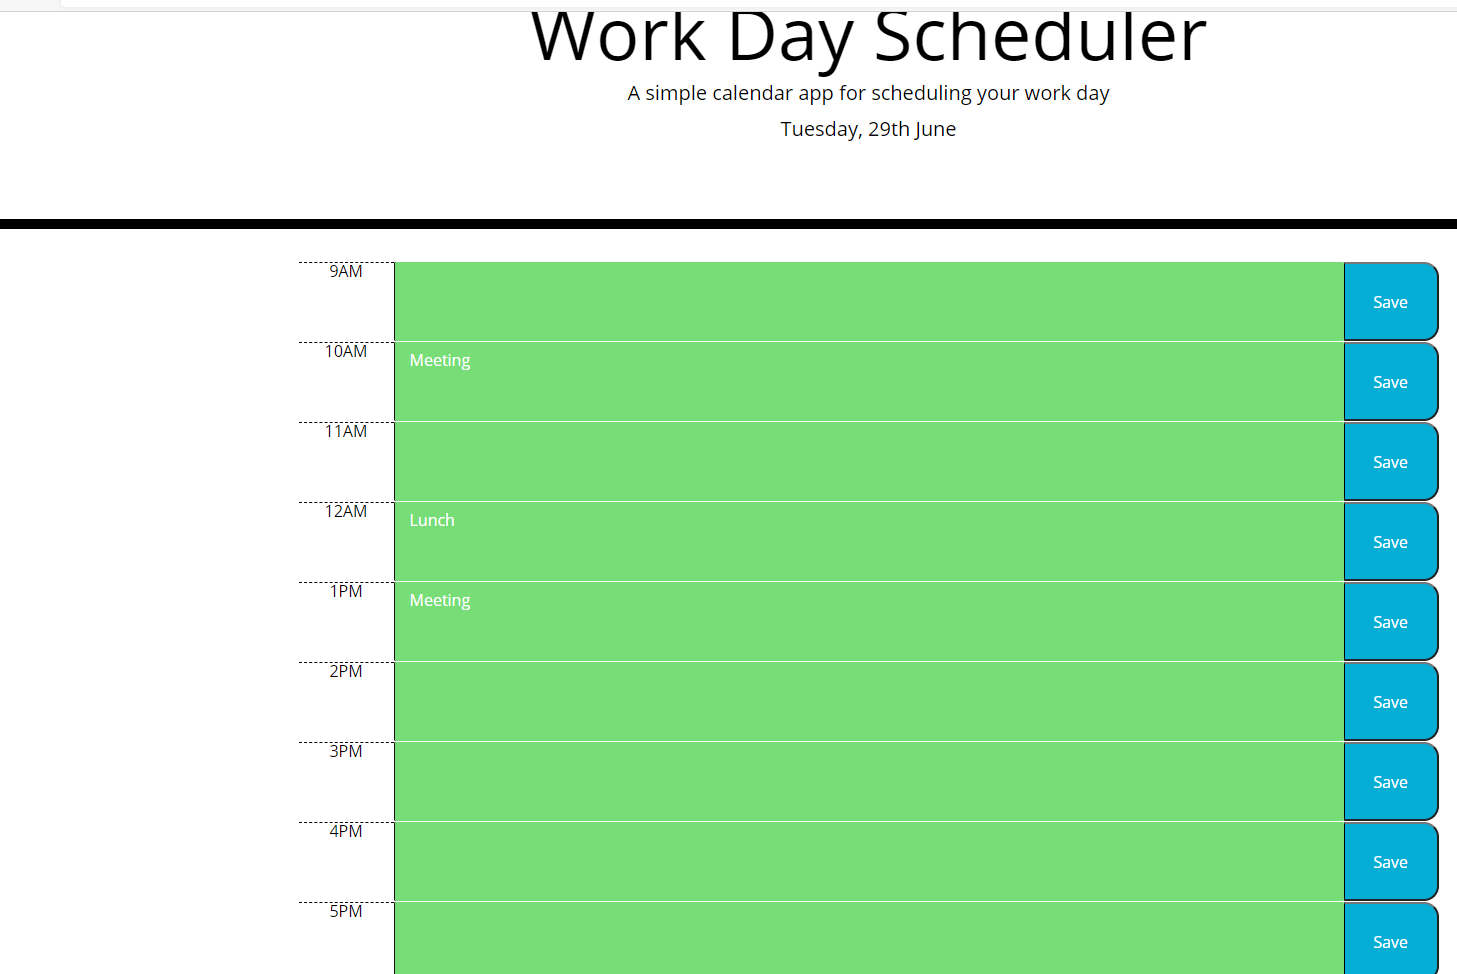 Work Day Scheduler
A simple calendar app for scheduling your work day
Tuesday, 29th June
9AM
Save
10AM Meeting
Save
11AM
Save
12AM Lunch
Save
1PM Meeting
Save
2PM
Save
3PM
Save
4PM
Save
5PM
Save